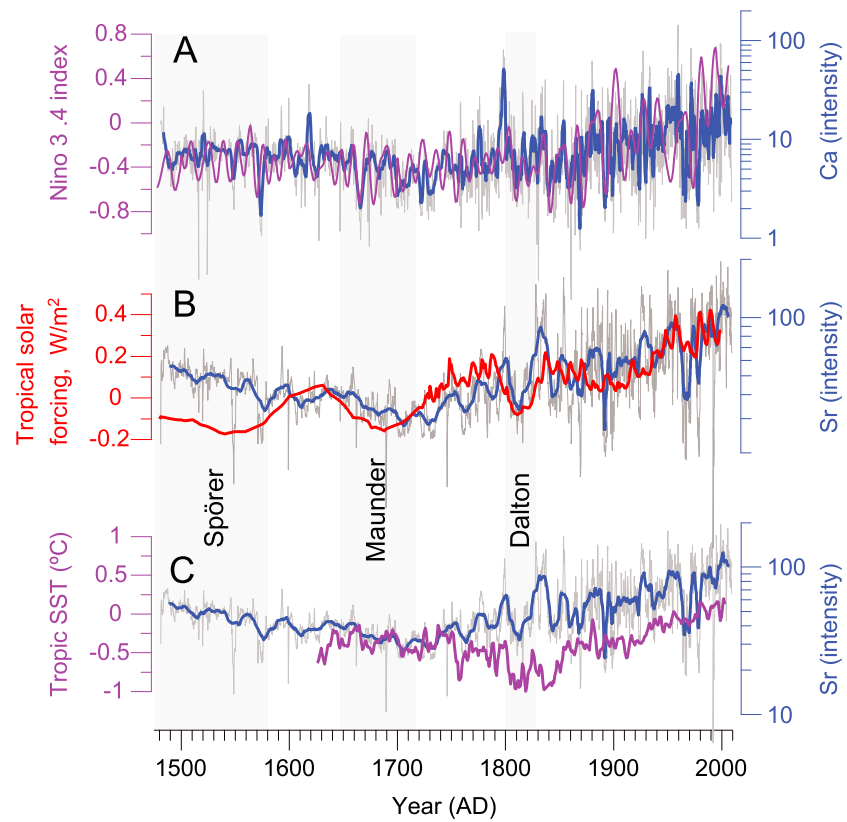 A
Nino 3 .4 index
0.8
0.4
0
-0.4
-0.8
100
10
1
Ca (intensity)
B
Tropical solar
forcing, W/m²
0.4
0.2
0
-0.2
100
Sr (intensity)
Spörer
Maunder
Dalton
C
Tropic SST (ºC)
1
0.5
0
-0.5
-1
100
10
Sr (intensity)
1500 1600 1700 1800 1900 2000
Year (AD)